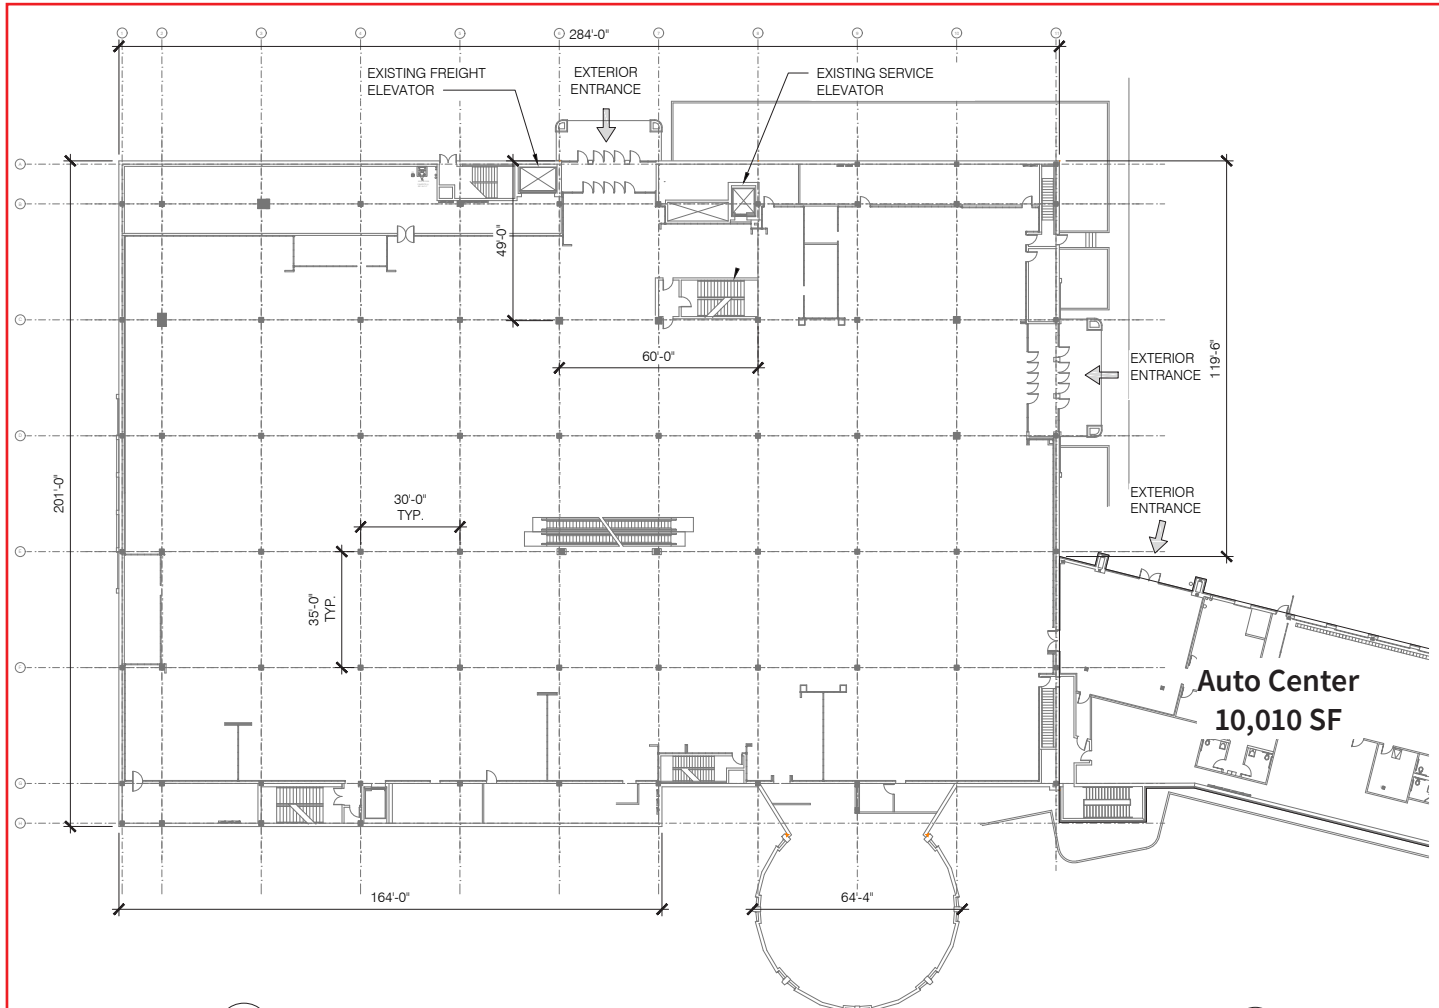 284'-0"
EXISTING FREIGHT
ELEVATOR
EXTERIOR
ENTRANCE
EXISTING SERVICE
ELEVATOR
49'-0"
60'-0"
EXTERIOR
ENTRANCE
119'-6"
201'-0"
30'-0"
TYP.
EXTERIOR
ENTRANCE
35'-0"
TYP.
Auto Center
10,010 SF
164'-0"
64'-4"